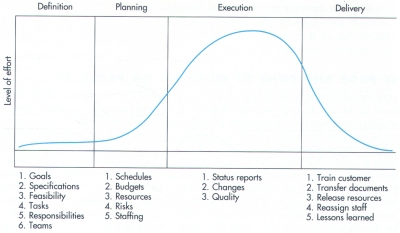 Definition
Planning
Execution
Delivery
Level of effort
1. Goals
2. Specifications
3. Feasibility
4. Tasks
5. Responsibilities
6. Teams
1. Schedules
2. Budgets
3. Resources
4. Risks
5. Staffing
1. Status reports
2. Changes
3. Quality
1. Train customer
2. Transfer documents
3. Release resources
4. Reassign staff
5. Lessons learned